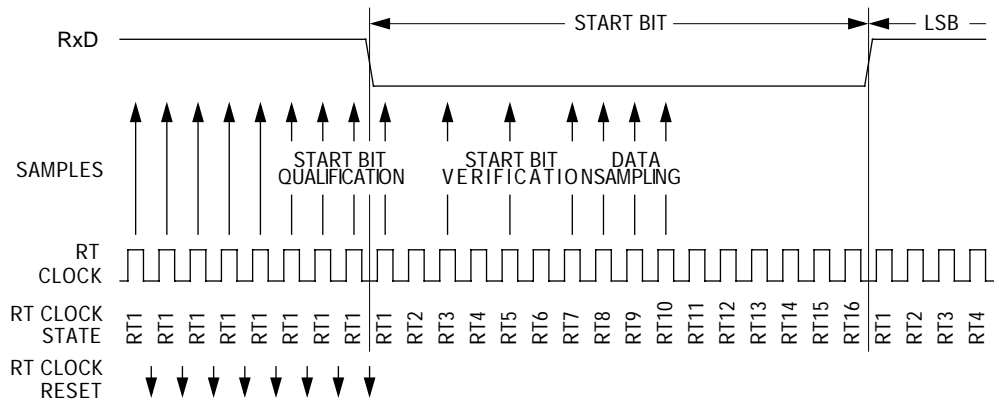 START BIT
LSB
RxD
SAMPLES
START BIT
QUALIFICATION
START BIT
VERIFICATION
DATA
SAMPLING
RT
CLOCK
RT CLOCK
STATE
RT1 RT1 RT1 RT1 RT1 RT1 RT1 RT1 RT1 RT2 RT3 RT4 RT5 RT6 RT7 RT8 RT9 RT10 RT11 RT12 RT13 RT14 RT15 RT16 RT1 RT2 RT3 RT4
RT CLOCK
RESET